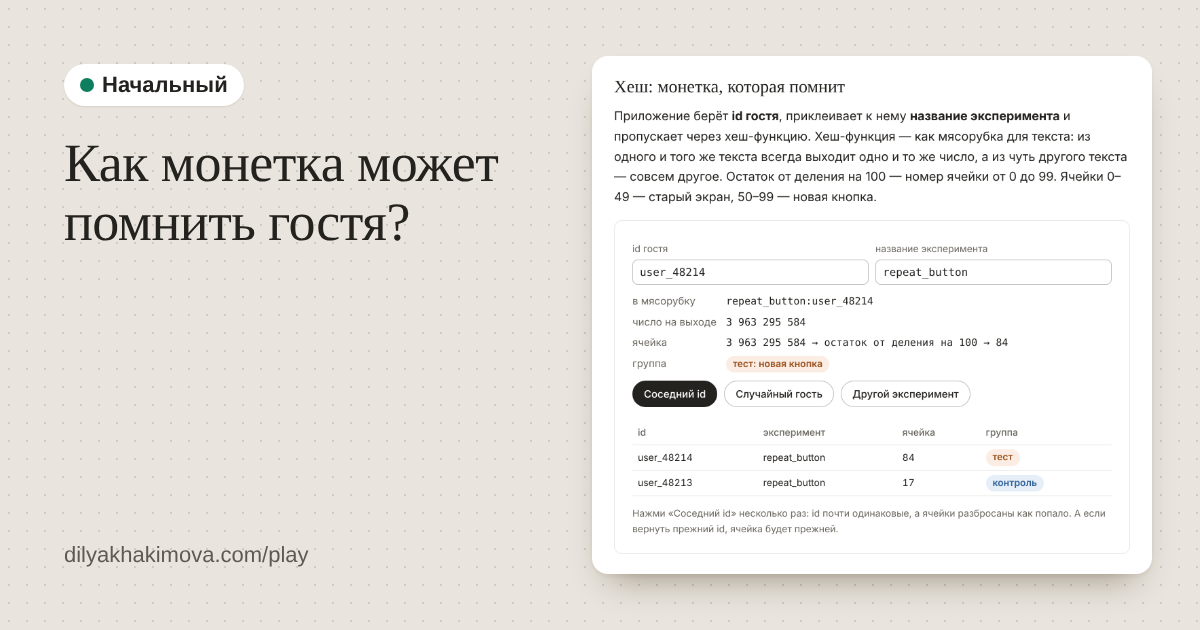 Начальный
Как монетка может
помнить гостя?
dilyakhakimova.com/play
Хеш: монетка, которая помнит
Приложение берёт id гостя, приклеивает к нему название эксперимента и
пропускает через хеш-функцию. Хеш-функция — как мясорубка для текста: из
одного и того же текста всегда выходит одно и то же число, а из чуть другого текста
— совсем другое. Остаток от деления на 100 — номер ячейки от 0 до 99. Ячейки 0–
49 — старый экран, 50–99 — новая кнопка.
id гостя название эксперимента
user_48214 repeat_button
в мясорубку repeat_button:user_48214
число на выходе 3 963 295 584
ячейка 3 963 295 584 → остаток от деления на 100 → 84
группа тест: новая кнопка
Соседний id Случайный гость Другой эксперимент
id эксперимент ячейка группа
user_48214 repeat_button 84 тест
user_48213 repeat_button 17 контроль
Нажми «Соседний id» несколько раз: id почти одинаковые, а ячейки разбросаны как попало. А если
вернуть прежний id, ячейка будет прежней.